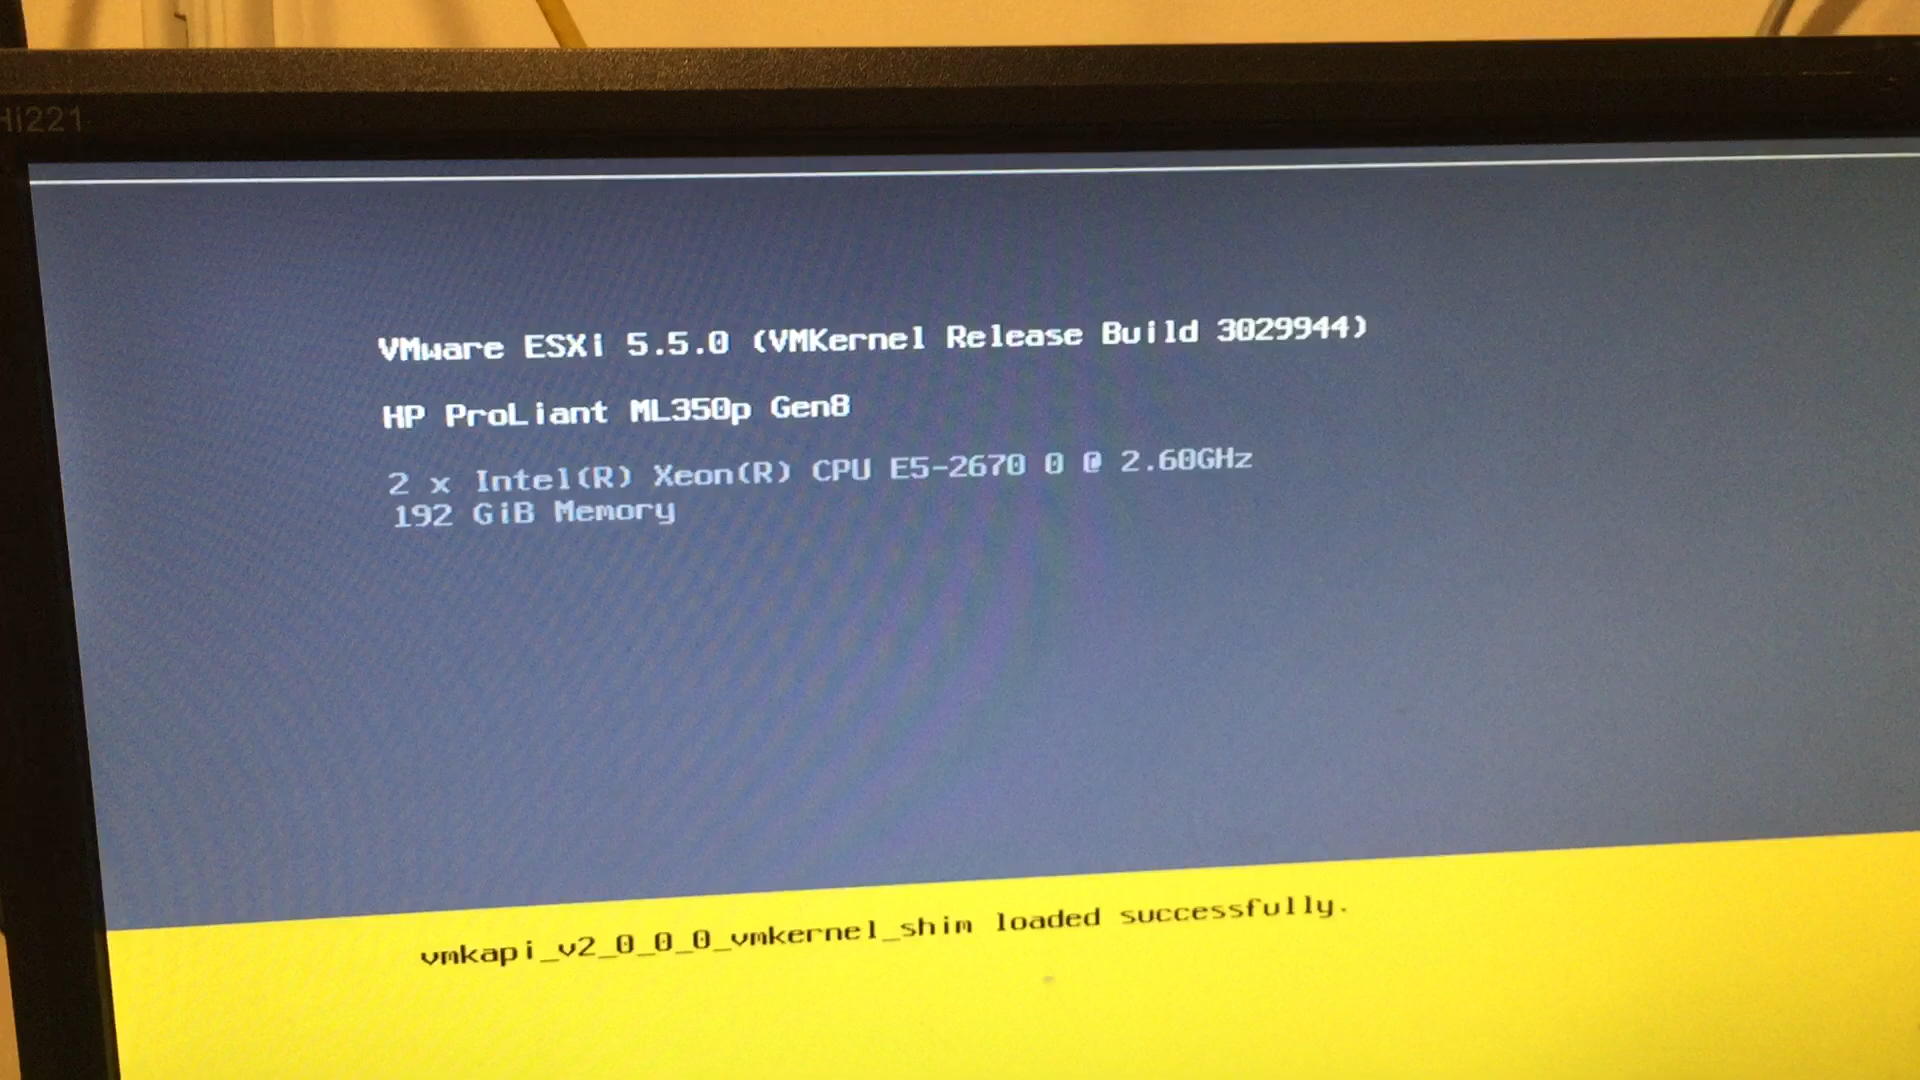 Hi221
VMware ESXi 5.5.0 (VMKernel Release Build 3029944)
HP ProLiant ML350p Gen8
2 x Intel(R) Xeon(R) CPU E5-2670 0 @ 2.60GHz
192 GiB Memory
vmkapi_v2_0_0_0_vmkernel_shim loaded successfully.